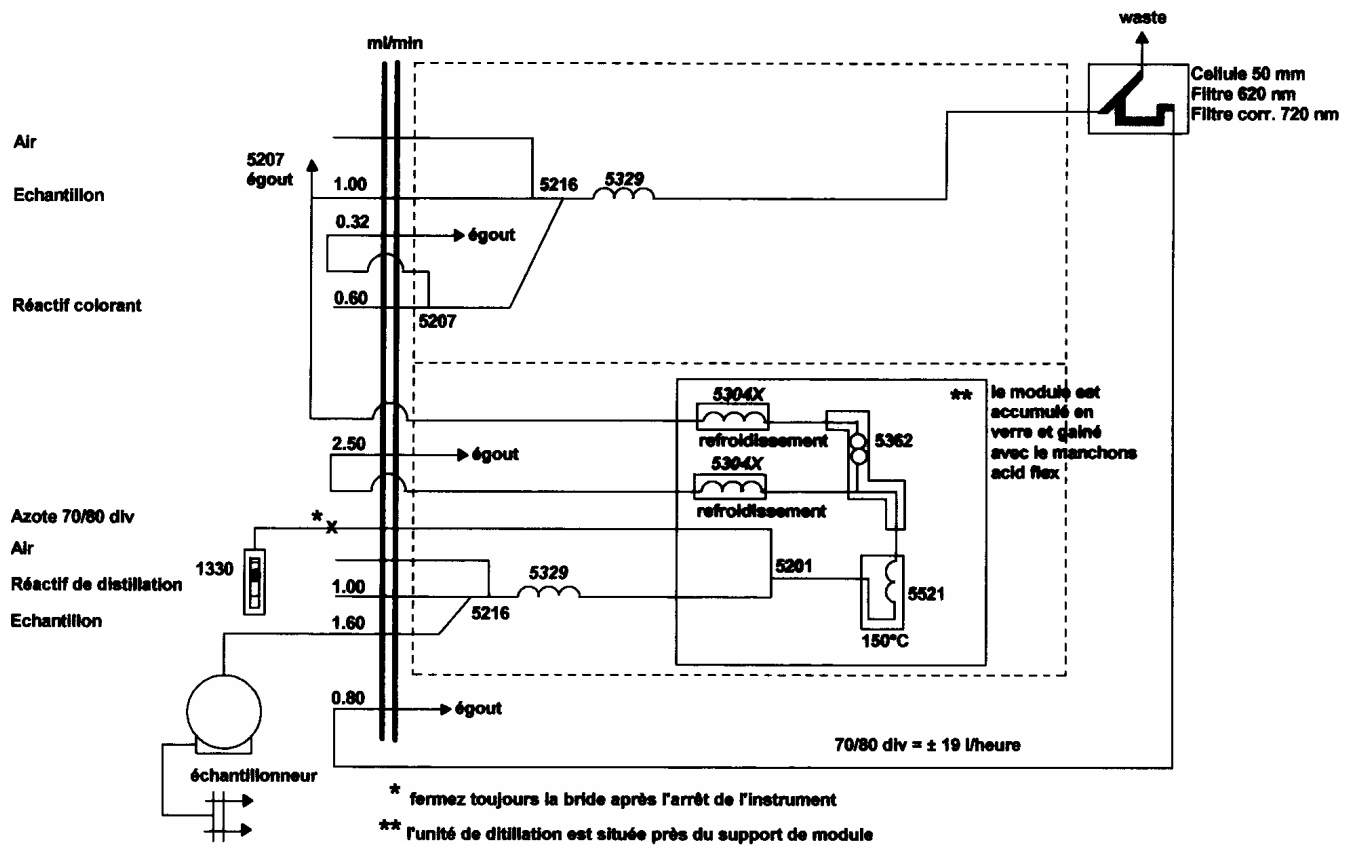 waste
ml/min
Cellule 50 mm
Filtre 620 nm
Filtre corr. 720 nm
Air
5207
égout
1.00
5216
5329
Echantillon
0.32
égout
Réactif colorant
0.60
5207
5304X
refroidissement
** le module est
accumulé en
verre et gainé
avec le manchons
acid flex
5362
2.50
égout
5304X
refroidissement
Azote 70/80 div
* x
Air
1330
5329
5201
Réactif de distillation
1.00
5216
5521
Echantillon
1.60
150°C
0.80
égout
70/80 div = ± 19 l/heure
échantillonneur
* fermez toujours la bride après l'arrêt de l'instrument
** l'unité de ditillation est située près du support de module